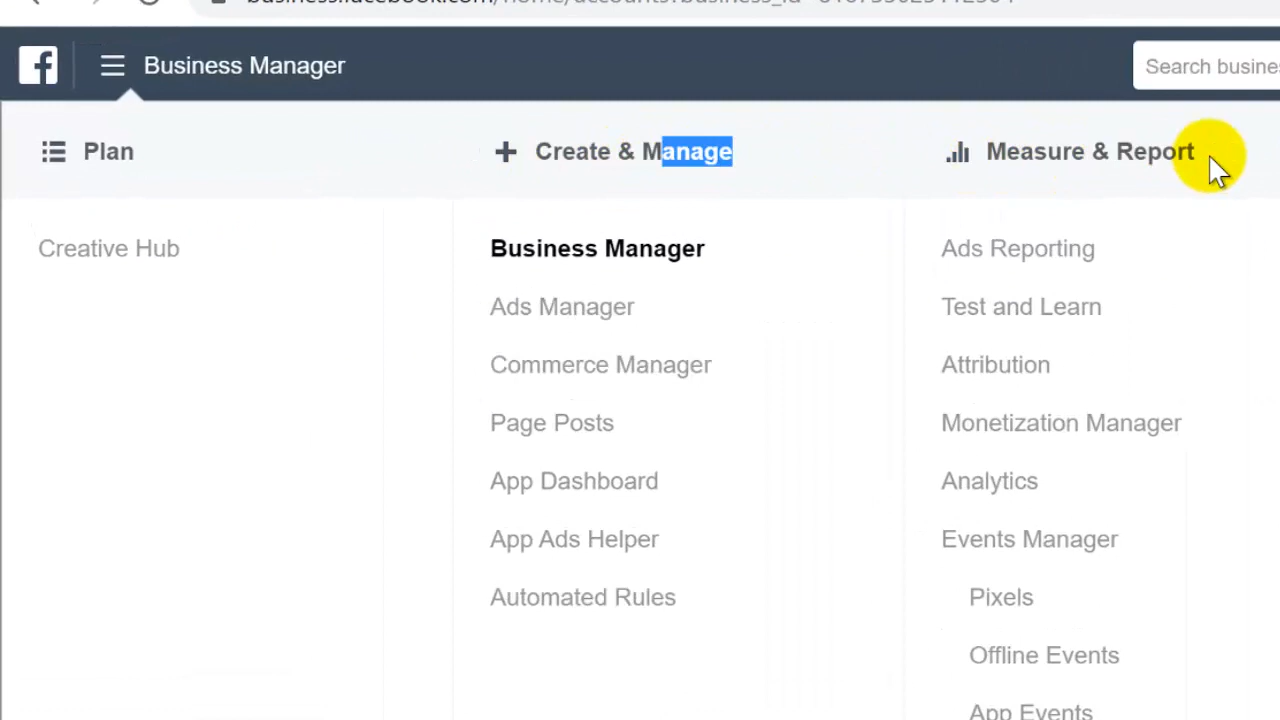 Business Manager
Search busine
Plan
Create & Manage
Measure & Report
Creative Hub
Business Manager
Ads Manager
Commerce Manager
Page Posts
App Dashboard
App Ads Helper
Automated Rules
Ads Reporting
Test and Learn
Attribution
Monetization Manager
Analytics
Events Manager
Pixels
Offline Events
App Events